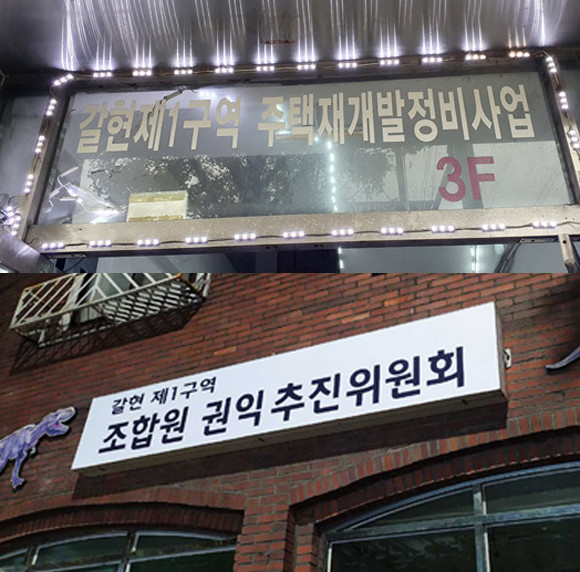 갈현제1구역 주택재개발정비사업
3F
갈현 제1구역
조합원 권익추진위원회